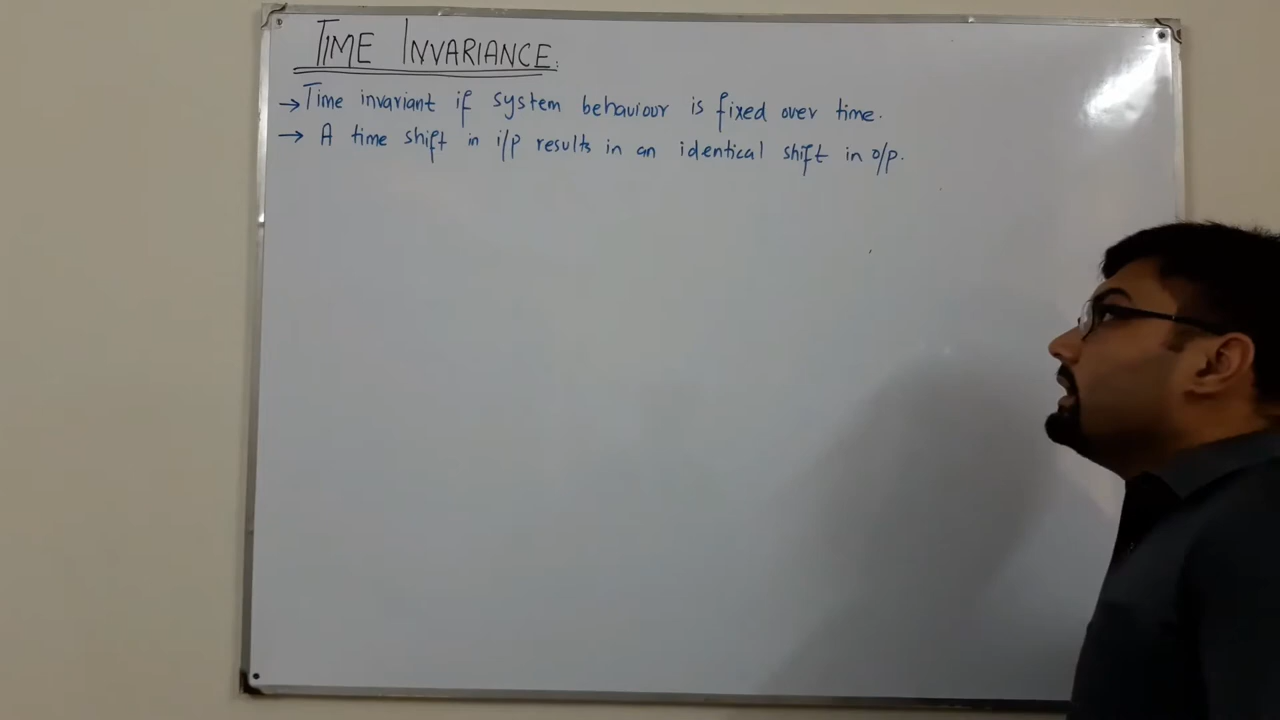 TIME INVARIANCE.
→ Time invariant if system behaviour is fixed over time.
→ A time shift in i/p results in an identical shift in o/p.